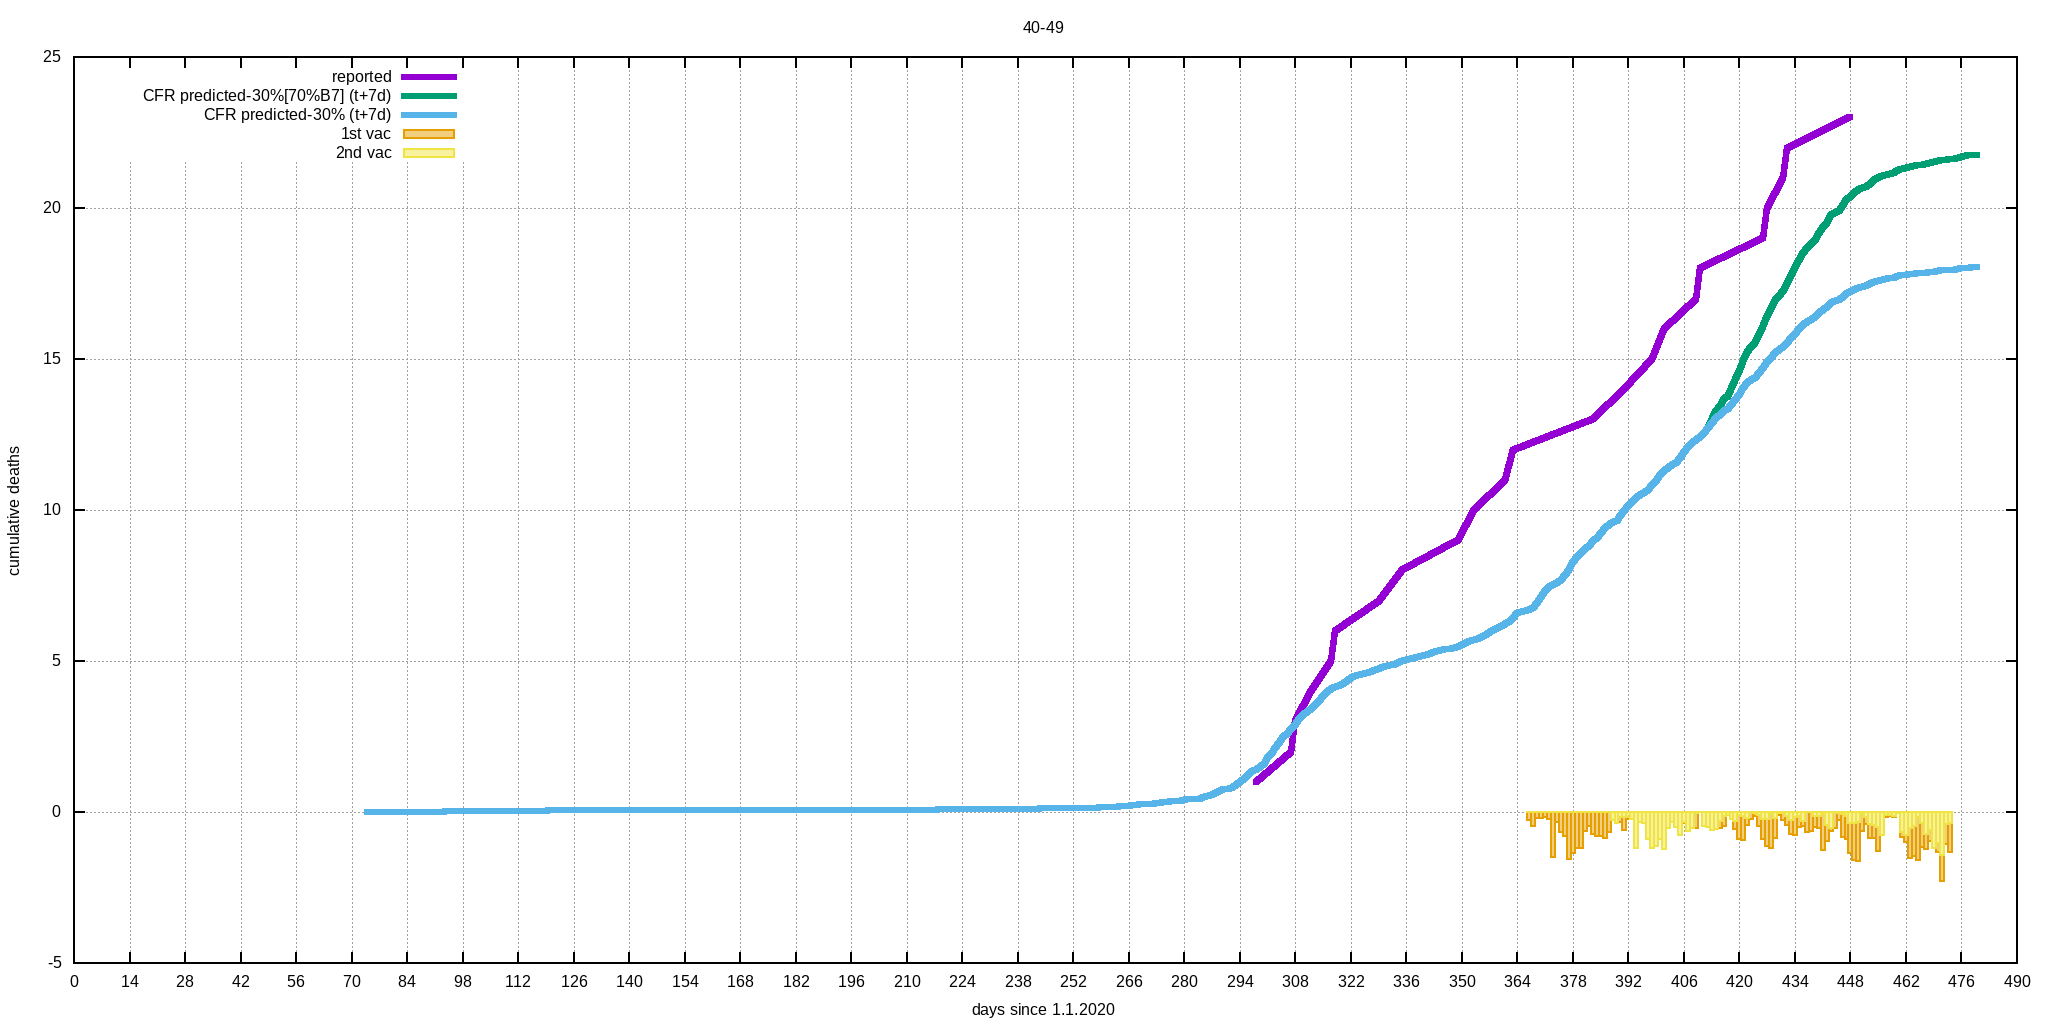 40-49
25
reported
CFR predicted-30%[70%B7] (t+7d)
CFR predicted-30% (t+7d)
1st vac
2nd vac
20
15
10
5
0
-5
cumulative deaths
0 14 28 42 56 70 84 98 112 126 140 154 168 182 196 210 224 238 252 266 280 294 308 322 336 350 364 378 392 406 420 434 448 462 476 490
days since 1.1.2020